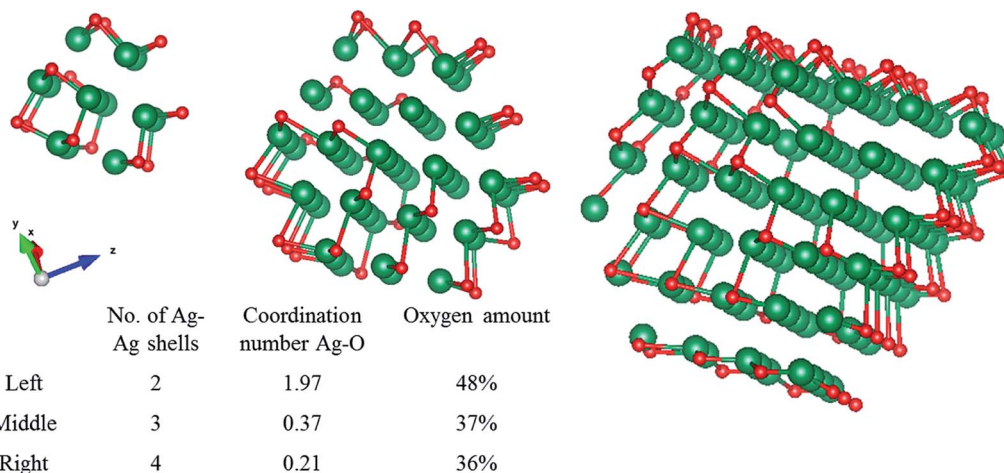 y
x
z
No. of Ag-
Ag shells
Coordination
number Ag-O
Oxygen amount
Left 2 1.97 48%
Middle 3 0.37 37%
Right 4 0.21 36%